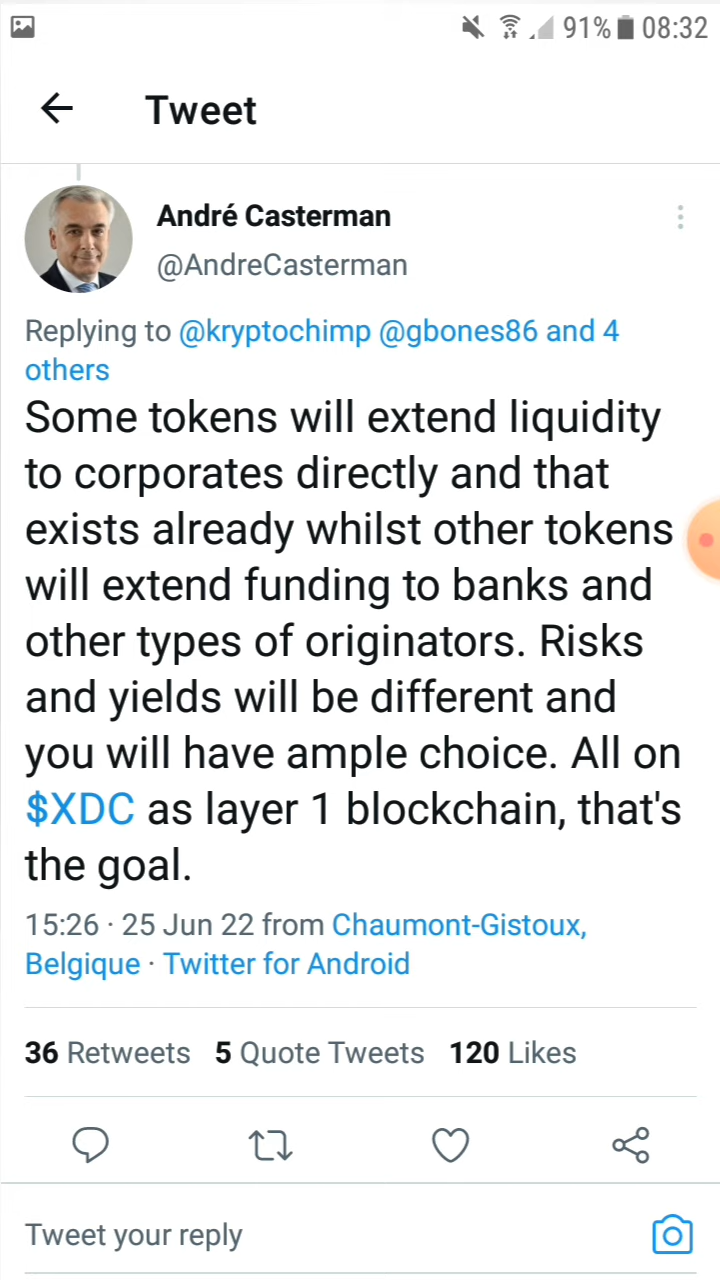 91% 08:32
Tweet
André Casterman
@AndreCasterman
Replying to @kryptochimp @gbones86 and 4
others
Some tokens will extend liquidity
to corporates directly and that
exists already whilst other tokens
will extend funding to banks and
other types of originators. Risks
and yields will be different and
you will have ample choice. All on
$XDC as layer 1 blockchain, that's
the goal.
15:26 · 25 Jun 22 from Chaumont-Gistoux,
Belgique · Twitter for Android
36 Retweets 5 Quote Tweets 120 Likes
Tweet your reply